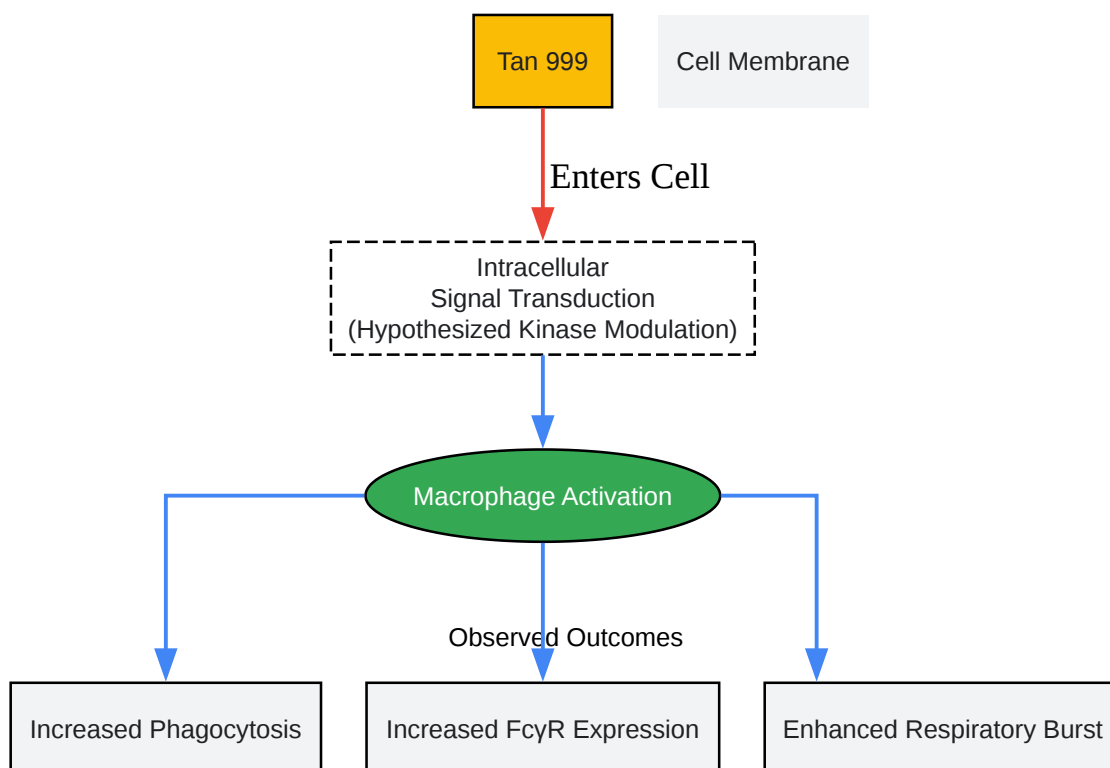 Tan 999
Cell Membrane
Enters Cell
Intracellular
Signal Transduction
(Hypothesized Kinase Modulation)
Macrophage Activation
Observed Outcomes
Increased Phagocytosis
Increased FcγR Expression
Enhanced Respiratory Burst